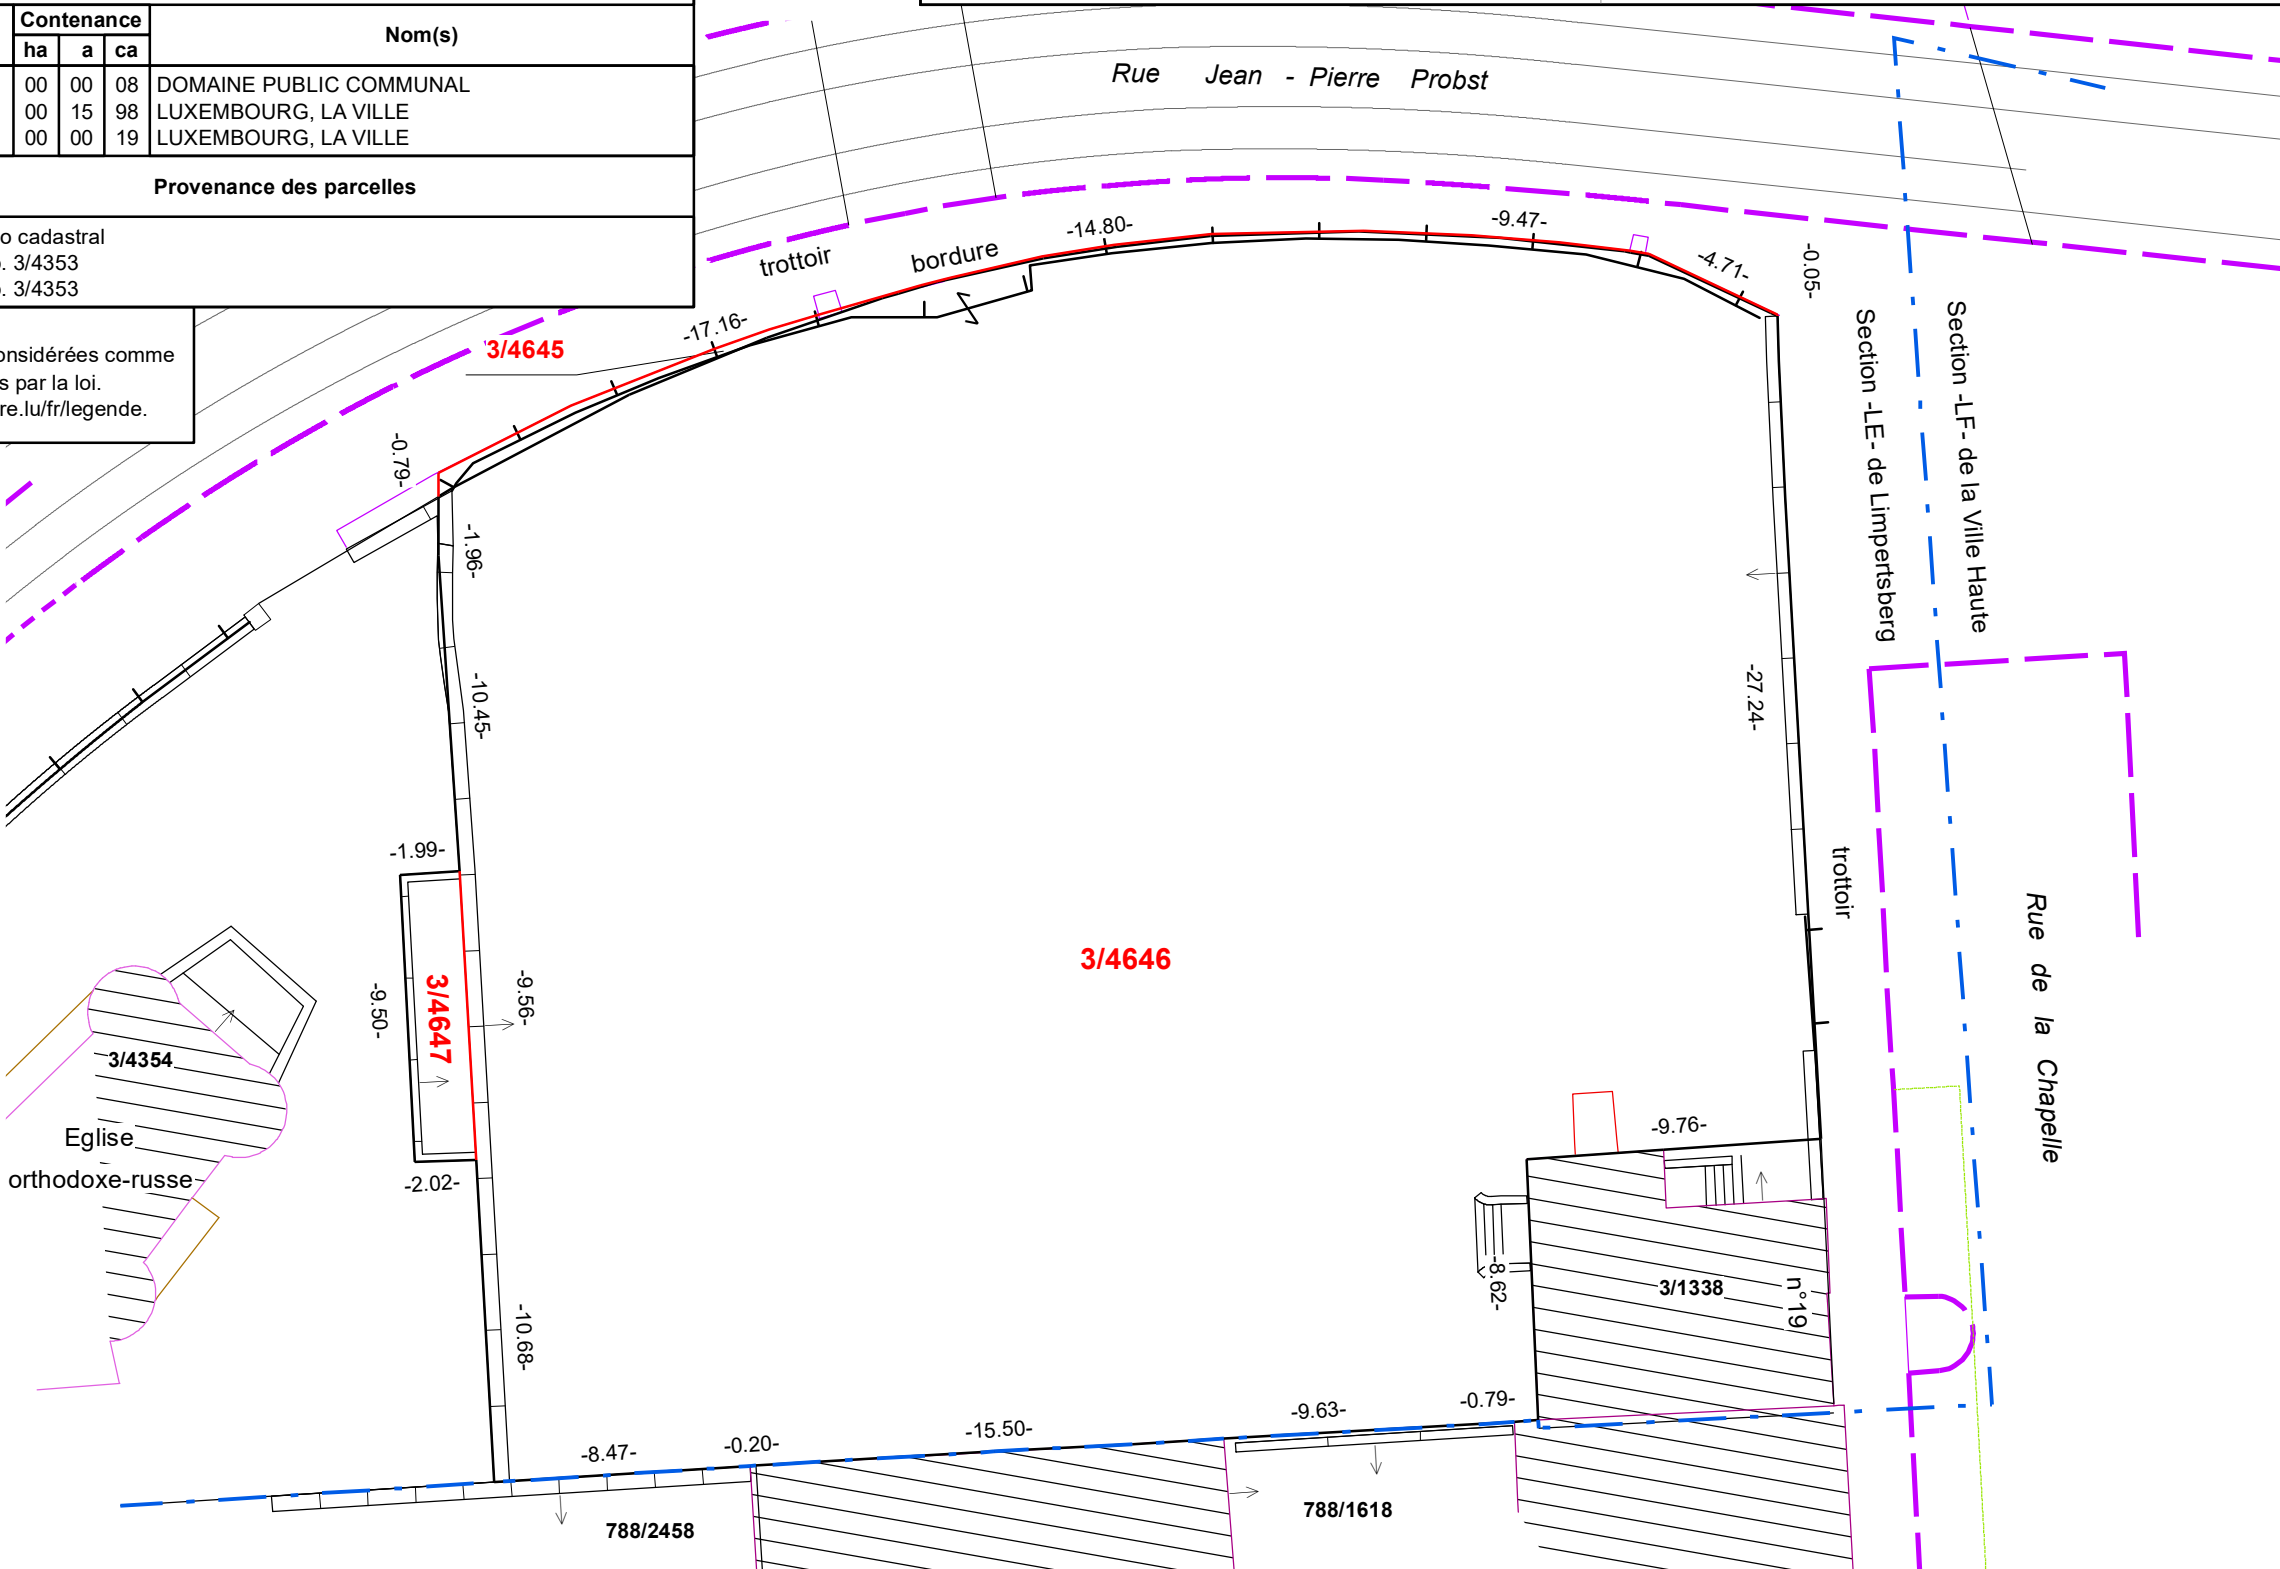 Contenance
Nom(s)
ha a ca
00 00 08 DOMAINE PUBLIC COMMUNAL
00 15 98 LUXEMBOURG, LA VILLE
00 00 19 LUXEMBOURG, LA VILLE
Provenance des parcelles
o cadastral
. 3/4353
. 3/4353
onsidérées comme
s par la loi.
re.lu/fr/legende.
Rue Jean - Pierre Probst
trottoir
bordure
-14.80-
-9.47-
-4.71-
-0.05-
-17.16-
3/4645
-0.79-
-1.96-
-10.45-
Section -LE- de Limpertsberg
Section -LF- de la Ville Haute
-27.24-
trottoir
Rue de la Chapelle
-1.99-
-9.50-
3/4647
-9.56-
3/4646
-2.02-
3/4354
Eglise
orthodoxe-russe
-10.68-
-9.76-
-8.62-
3/1338
n°19
-8.47-
-0.20-
-15.50-
-9.63-
-0.79-
788/2458
788/1618